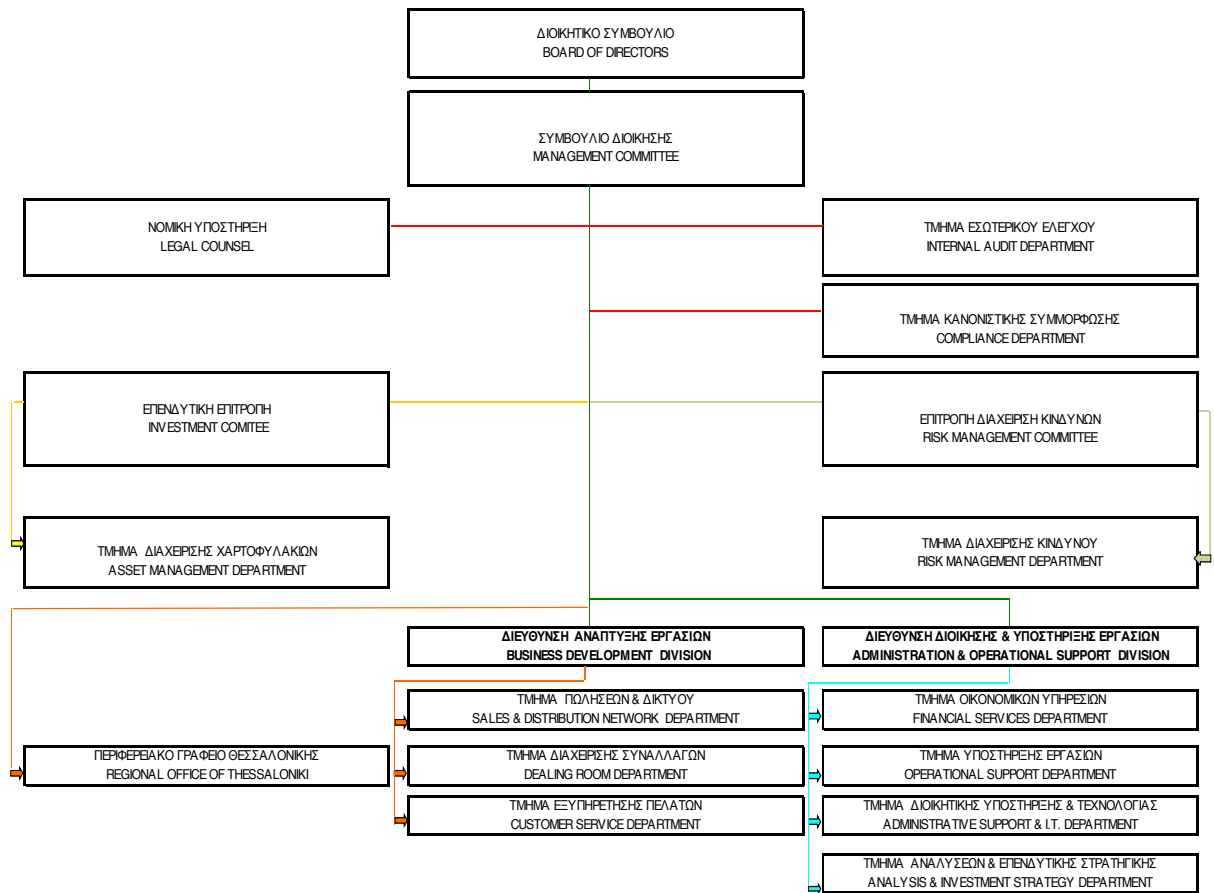 ΔΙΟΙΚΗΤΙΚΟ ΣΥΜΒΟΥΛΙΟ
BOARD OF DIRECTORS
ΣΥΜΒΟΥΛΙΟ ΔΙΟΙΚΗΣΗΣ
MANAGEMENT COMMITTEE
ΝΟΜΙΚΗ ΥΠΟΣΤΗΡΙΞΗ
LEGAL COUNSEL
ΤΜΗΜΑ ΕΣΩΤΕΡΙΚΟΥ ΕΛΕΓΧΟΥ
INTERNAL AUDIT DEPARTMENT
ΤΜΗΜΑ ΚΑΝΟΝΙΣΤΙΚΗΣ ΣΥΜΜΟΡΦΩΣΗΣ
COMPLIANCE DEPARTMENT
ΕΠΕΝΔΥΤΙΚΗ ΕΠΙΤΡΟΠΗ
INVESTMENT COMITEE
ΕΠΙΤΡΟΠΗ ΔΙΑΧΕΙΡΙΣΗ ΚΙΝΔΥΝΩΝ
RISK MANAGEMENT COMMITTEE
ΤΜΗΜΑ ΔΙΑΧΕΙΡΙΣΗΣ ΧΑΡΤΟΦΥΛΑΚΙΩΝ
ASSET MANAGEMENT DEPARTMENT
ΤΜΗΜΑ ΔΙΑΧΕΙΡΙΣΗΣ ΚΙΝΔΥΝΟΥ
RISK MANAGEMENT DEPARTMENT
ΔΙΕΥΘΥΝΣΗ ΑΝΑΠΤΥΞΗΣ ΕΡΓΑΣΙΩΝ
BUSINESS DEVELOPMENT DIVISION
ΔΙΕΥΘΥΝΣΗ ΔΙΟΙΚΗΣΗΣ & ΥΠΟΣΤΗΡΙΞΗΣ ΕΡΓΑΣΙΩΝ
ADMINISTRATION & OPERATIONAL SUPPORT DIVISION
ΤΜΗΜΑ ΠΩΛΗΣΕΩΝ & ΔΙΚΤΥΟΥ
SALES & DISTRIBUTION NETWORK DEPARTMENT
ΤΜΗΜΑ ΟΙΚΟΝΟΜΙΚΩΝ ΥΠΗΡΕΣΙΩΝ
FINANCIAL SERVICES DEPARTMENT
ΠΕΡΙΦΕΡΕΙΑΚΟ ΓΡΑΦΕΙΟ ΘΕΣΣΑΛΟΝΙΚΗΣ
REGIONAL OFFICE OF THESSALONIKI
ΤΜΗΜΑ ΔΙΑΧΕΙΡΙΣΗΣ ΣΥΝΑΛΛΑΓΩΝ
DEALING ROOM DEPARTMENT
ΤΜΗΜΑ ΥΠΟΣΤΗΡΙΞΗΣ ΕΡΓΑΣΙΩΝ
OPERATIONAL SUPPORT DEPARTMENT
ΤΜΗΜΑ ΕΞΥΠΗΡΕΤΗΣΗΣ ΠΕΛΑΤΩΝ
CUSTOMER SERVICE DEPARTMENT
ΤΜΗΜΑ ΔΙΟΙΚΗΤΙΚΗΣ ΥΠΟΣΤΗΡΙΞΗΣ & ΤΕΧΝΟΛΟΓΙΑΣ
ADMINISTRATIVE SUPPORT & I.T. DEPARTMENT
ΤΜΗΜΑ ΑΝΑΛΥΣΕΩΝ & ΕΠΕΝΔΥΤΙΚΗΣ ΣΤΡΑΤΗΓΙΚΗΣ
ANALYSIS & INVESTMENT STRATEGY DEPARTMENT